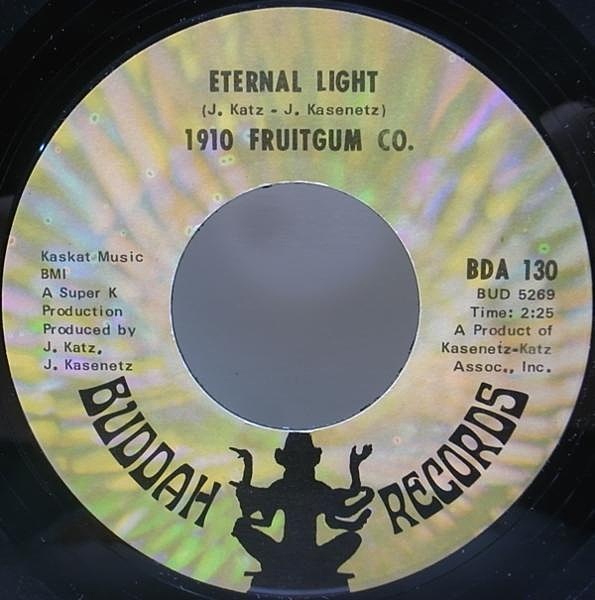 ETERNAL LIGHT
(J. Katz - J. Kasenetz)
1910 FRUITGUM CO.
Kaskat Music
BMI
A Super K
Production
Produced by
J. Katz,
J. Kasenetz
BDA 130
BUD 5269
Time: 2:25
A Product of
Kasenetz-Katz
Assoc., Inc.
BUDDAH RECORDS